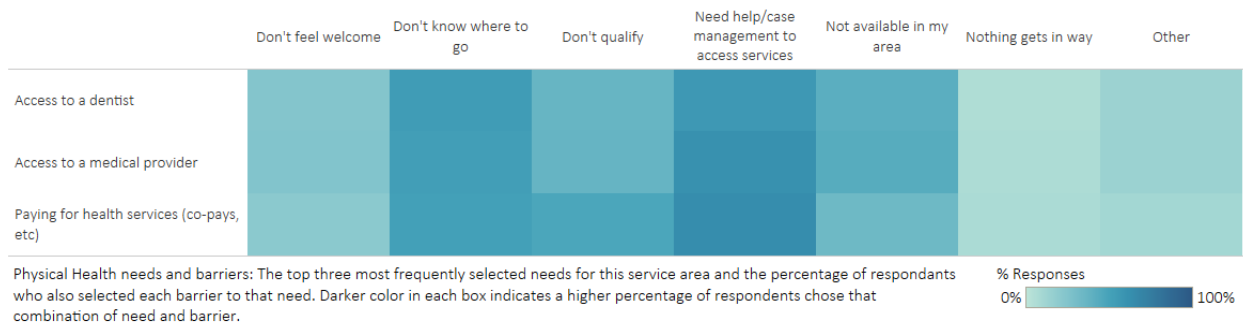 Don't feel welcome
Don't know where to
go
Don't qualify
Need help/case
management to
access services
Not available in my
area
Nothing gets in way
Other
Access to a dentist
Access to a medical provider
Paying for health services (co-pays,
etc)
Physical Health needs and barriers: The top three most frequently selected needs for this service area and the percentage of respondants
who also selected each barrier to that need. Darker color in each box indicates a higher percentage of respondents chose that
combination of need and barrier.
% Responses
0%
100%